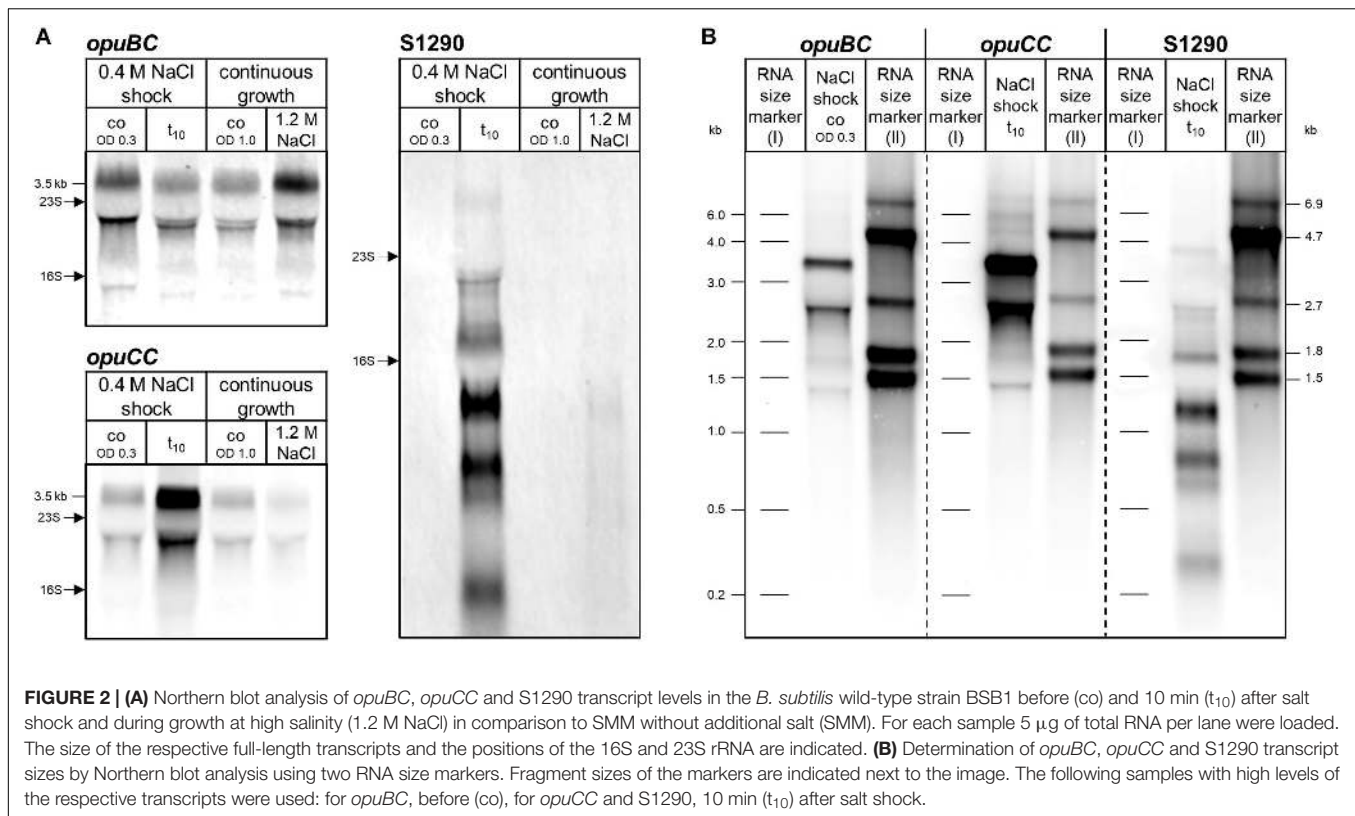 A
opuBC
0.4 M NaCl shock
continuous growth
co OD 0.3
t10
co OD 1.0
1.2 M NaCl
3.5 kb
23S
16S
opuCC
0.4 M NaCl shock
continuous growth
co OD 0.3
t10
co OD 1.0
1.2 M NaCl
3.5 kb
23S
16S
S1290
0.4 M NaCl shock
continuous growth
co OD 0.3
t10
co OD 1.0
1.2 M NaCl
23S
16S
B
opuBC
opuCC
S1290
RNA size marker (I)
NaCl shock co OD 0.3
RNA size marker (II)
RNA size marker (I)
NaCl shock t10
RNA size marker (II)
RNA size marker (I)
NaCl shock t10
RNA size marker (II)
kb
kb
6.0
4.0
3.0
2.0
1.5
1.0
0.5
0.2
6.9
4.7
2.7
1.8
1.5
FIGURE 2 | (A) Northern blot analysis of opuBC, opuCC and S1290 transcript levels in the B. subtilis wild-type strain BSB1 before (co) and 10 min (t10) after salt
shock and during growth at high salinity (1.2 M NaCl) in comparison to SMM without additional salt (SMM). For each sample 5 μg of total RNA per lane were loaded.
The size of the respective full-length transcripts and the positions of the 16S and 23S rRNA are indicated. (B) Determination of opuBC, opuCC and S1290 transcript
sizes by Northern blot analysis using two RNA size markers. Fragment sizes of the markers are indicated next to the image. The following samples with high levels of
the respective transcripts were used: for opuBC, before (co), for opuCC and S1290, 10 min (t10) after salt shock.